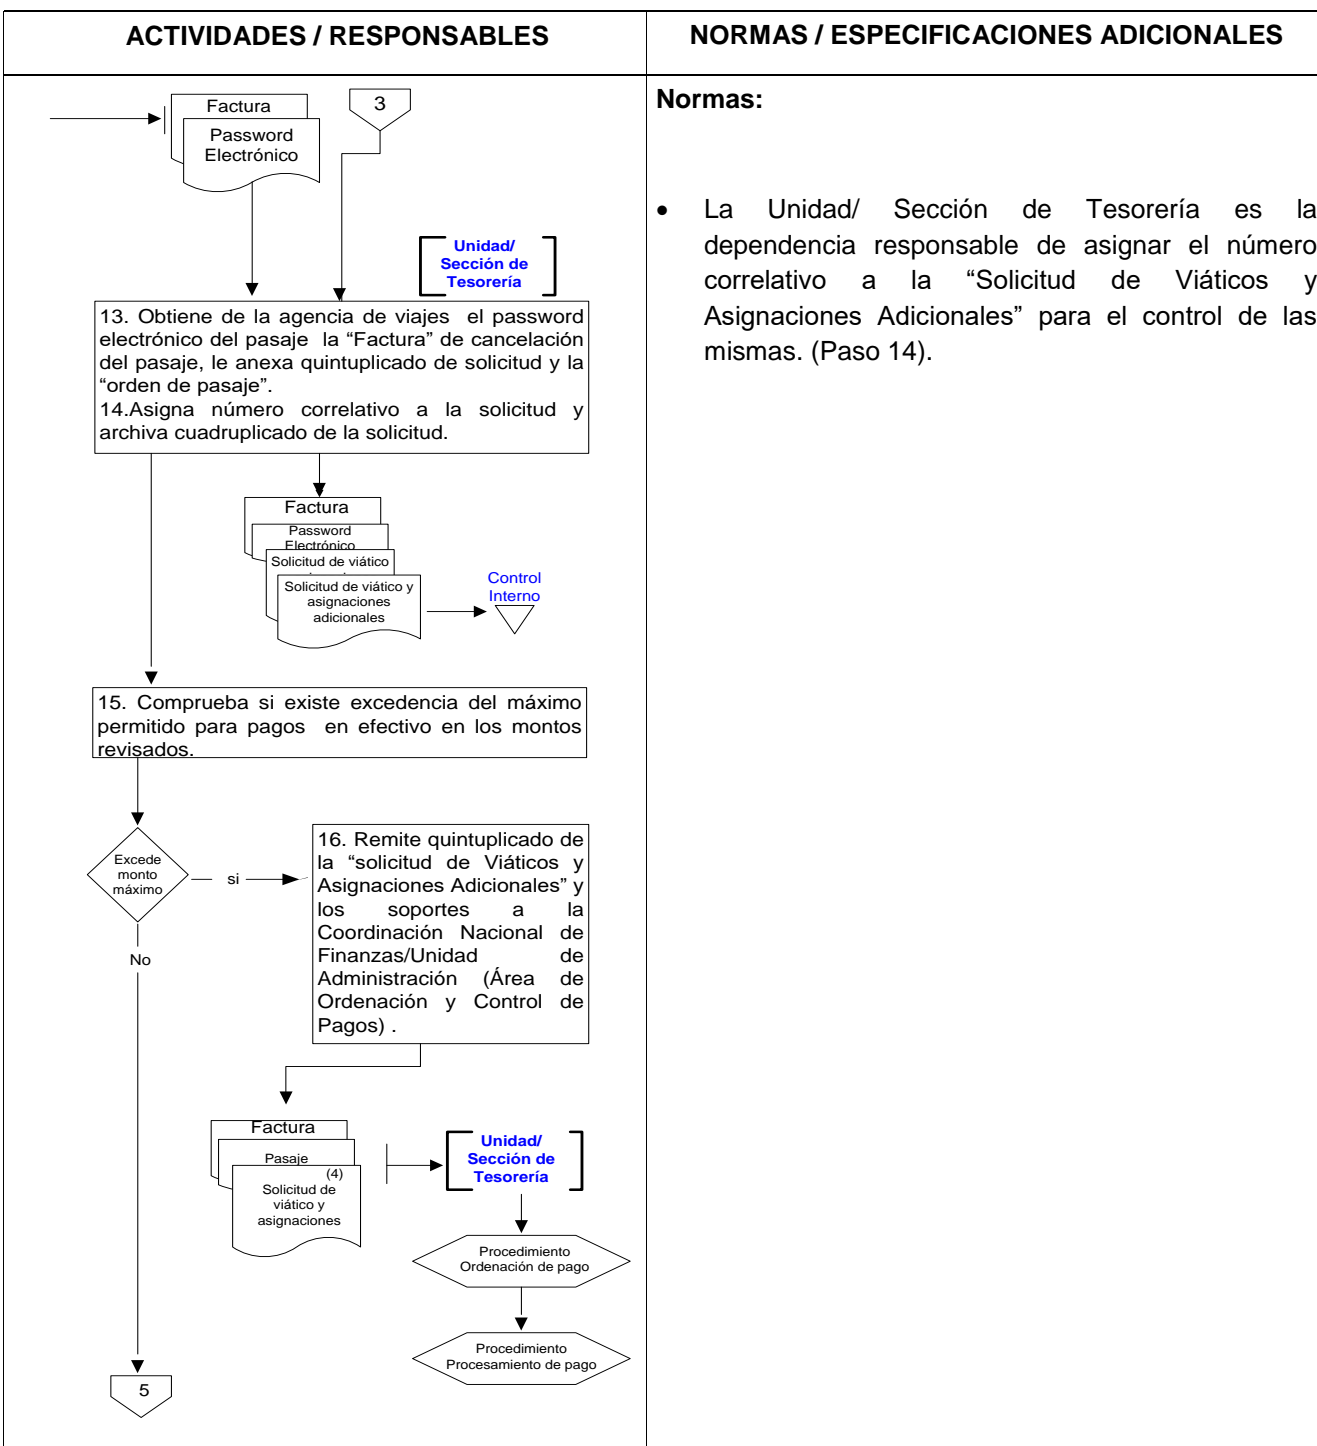 ACTIVIDADES / RESPONSABLES
NORMAS / ESPECIFICACIONES ADICIONALES
Factura
Password
Electrónico
3
Unidad/
Sección de
Tesorería
13. Obtiene de la agencia de viajes el password
electrónico del pasaje la “Factura” de cancelación
del pasaje, le anexa quintuplicado de solicitud y la
“orden de pasaje”.
14.Asigna número correlativo a la solicitud y
archiva cuadruplicado de la solicitud.
Factura
Password
Electrónico
Solicitud de viático
Solicitud de viático y
asignaciones
adicionales
Control
Interno
15. Comprueba si existe excedencia del máximo
permitido para pagos en efectivo en los montos
revisados.
Excede
monto
máximo
si
No
16. Remite quintuplicado de
la “solicitud de Viáticos y
Asignaciones Adicionales” y
los soportes a la
Coordinación Nacional de
Finanzas/Unidad de
Administración (Área de
Ordenación y Control de
Pagos) .
Factura
Pasaje
(4)
Solicitud de
viático y
asignaciones
Unidad/
Sección de
Tesorería
Procedimiento
Ordenación de pago
Procedimiento
Procesamiento de pago
5
Normas:
• La Unidad/ Sección de Tesorería es la
dependencia responsable de asignar el número
correlativo a la “Solicitud de Viáticos y
Asignaciones Adicionales” para el control de las
mismas. (Paso 14).